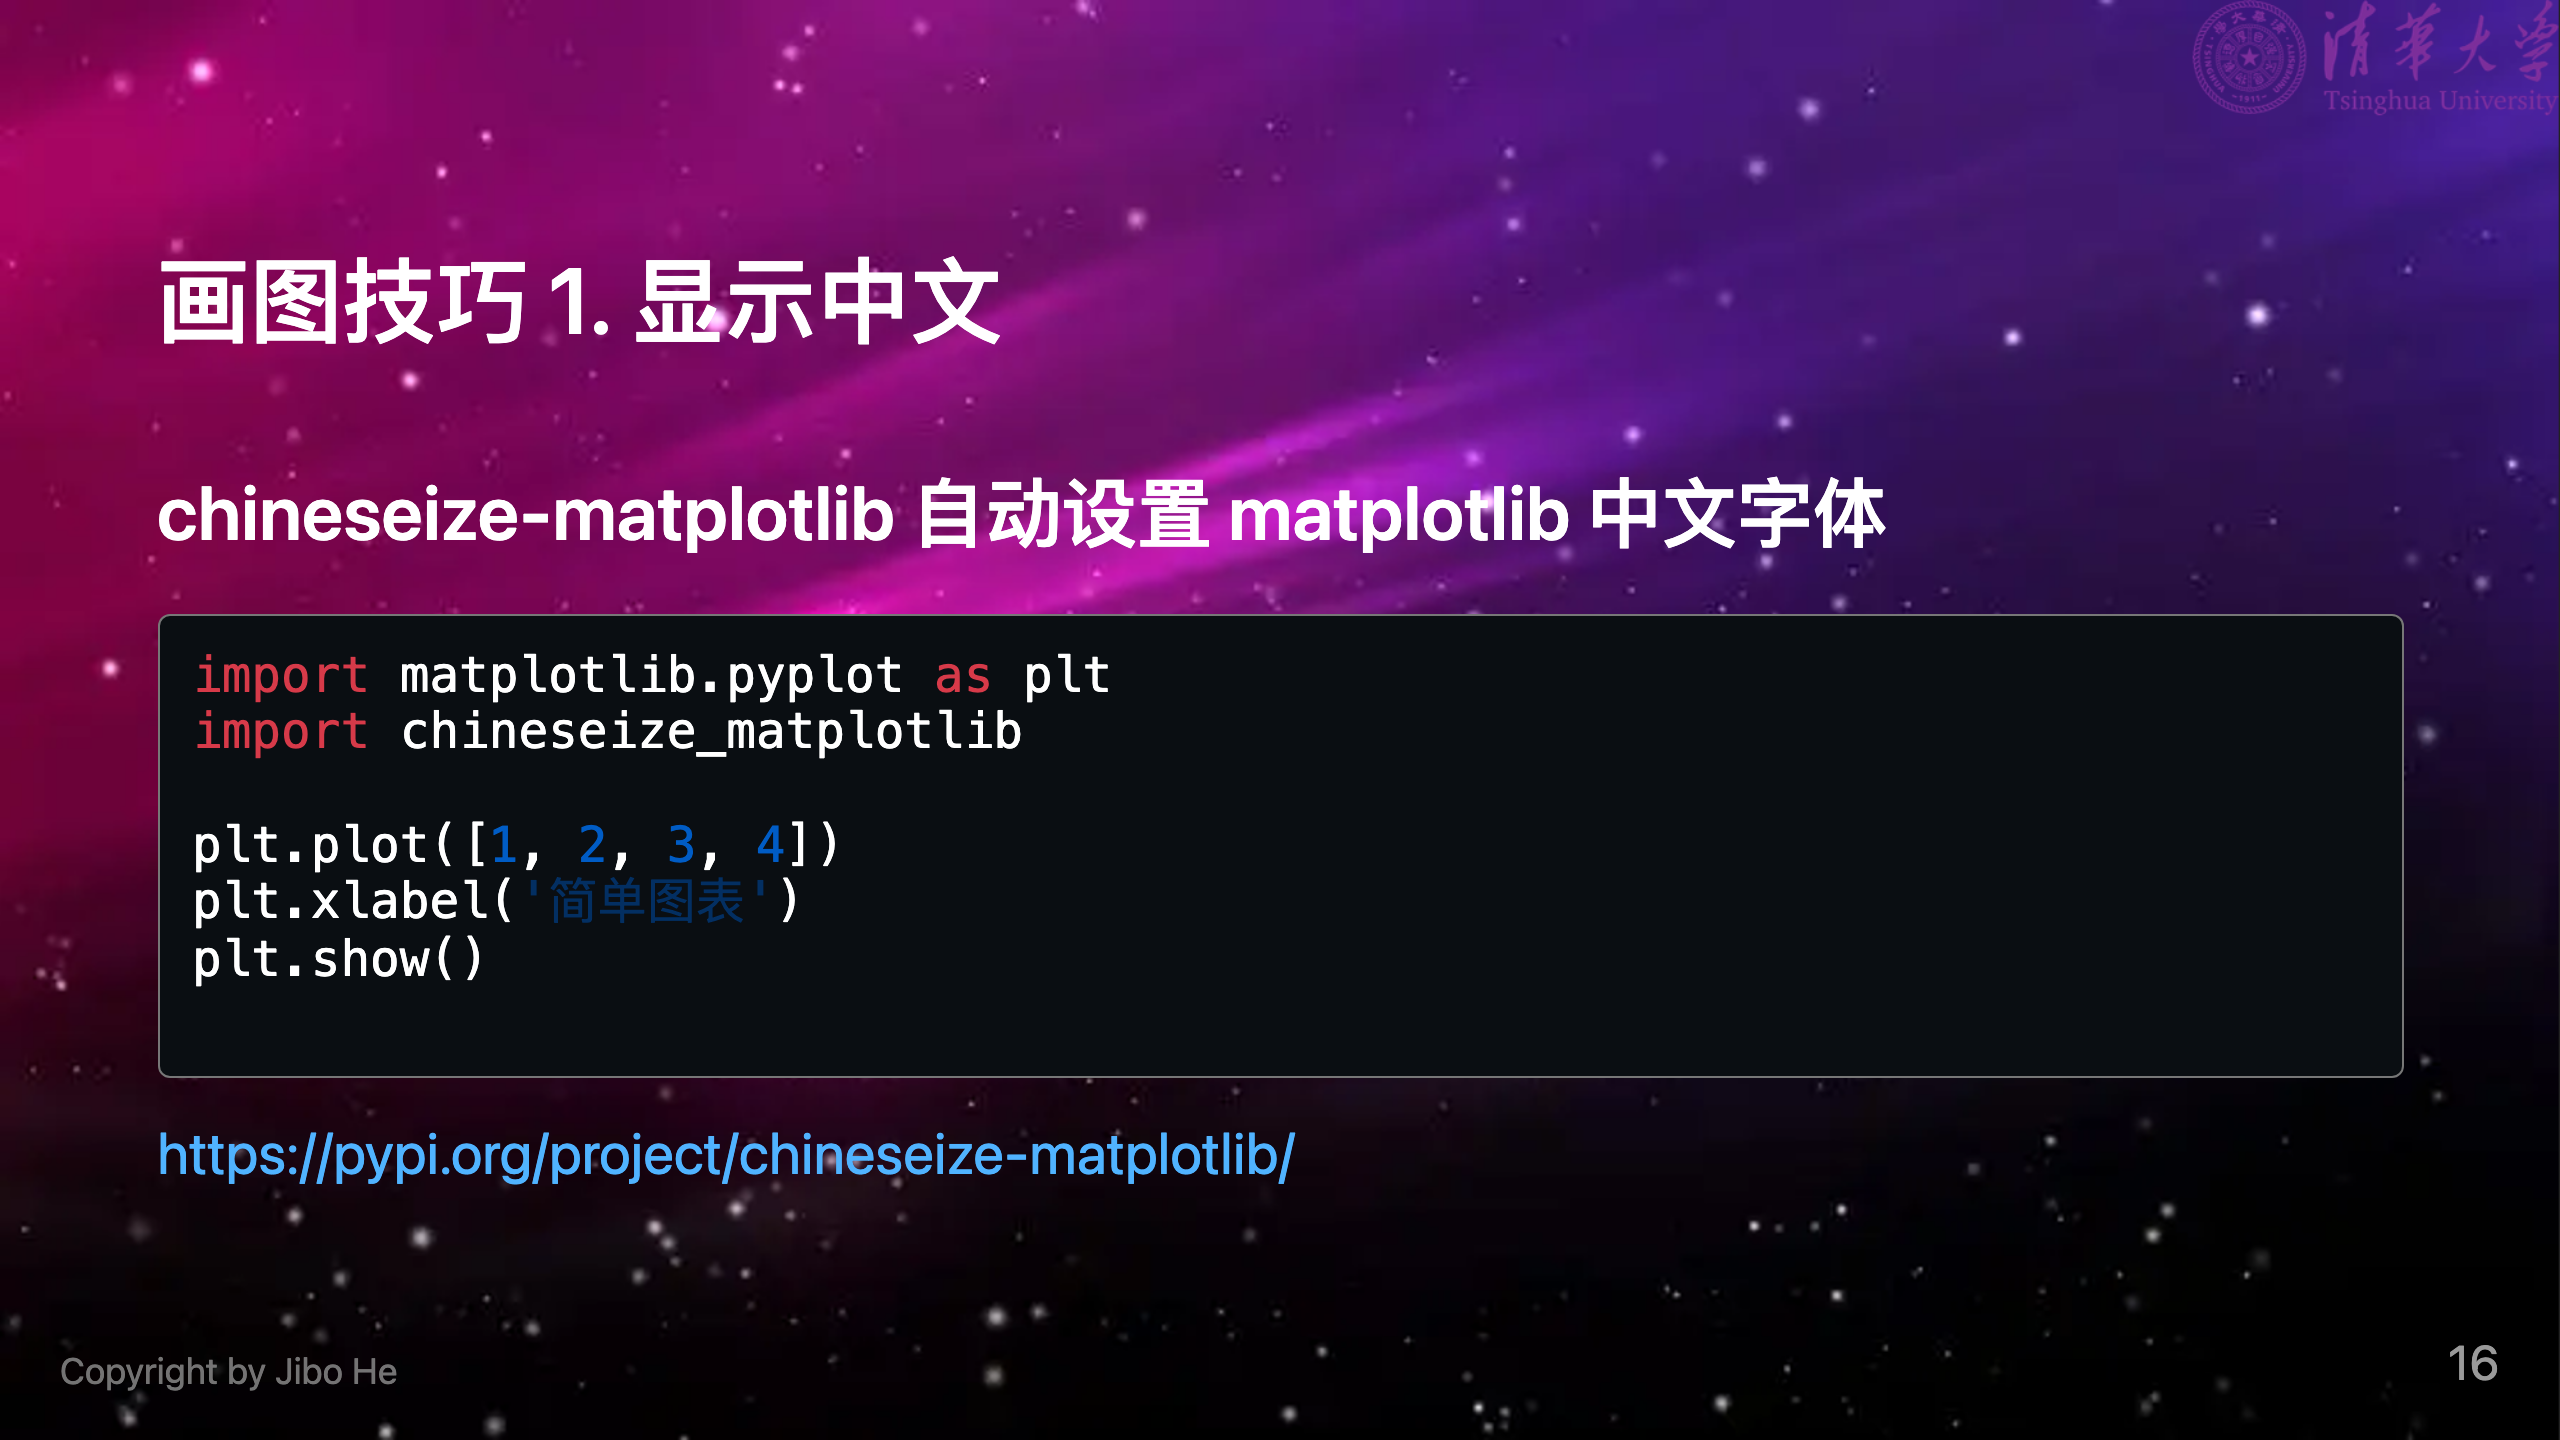 清华大学
Tsinghua University
画图技巧 1. 显示中文
chineseize-matplotlib 自动设置 matplotlib 中文字体
import matplotlib.pyplot as plt
import chineseize_matplotlib
plt.plot([1, 2, 3, 4])
plt.xlabel('简单图表')
plt.show()
https://pypi.org/project/chineseize-matplotlib/
Copyright by Jibo He
16